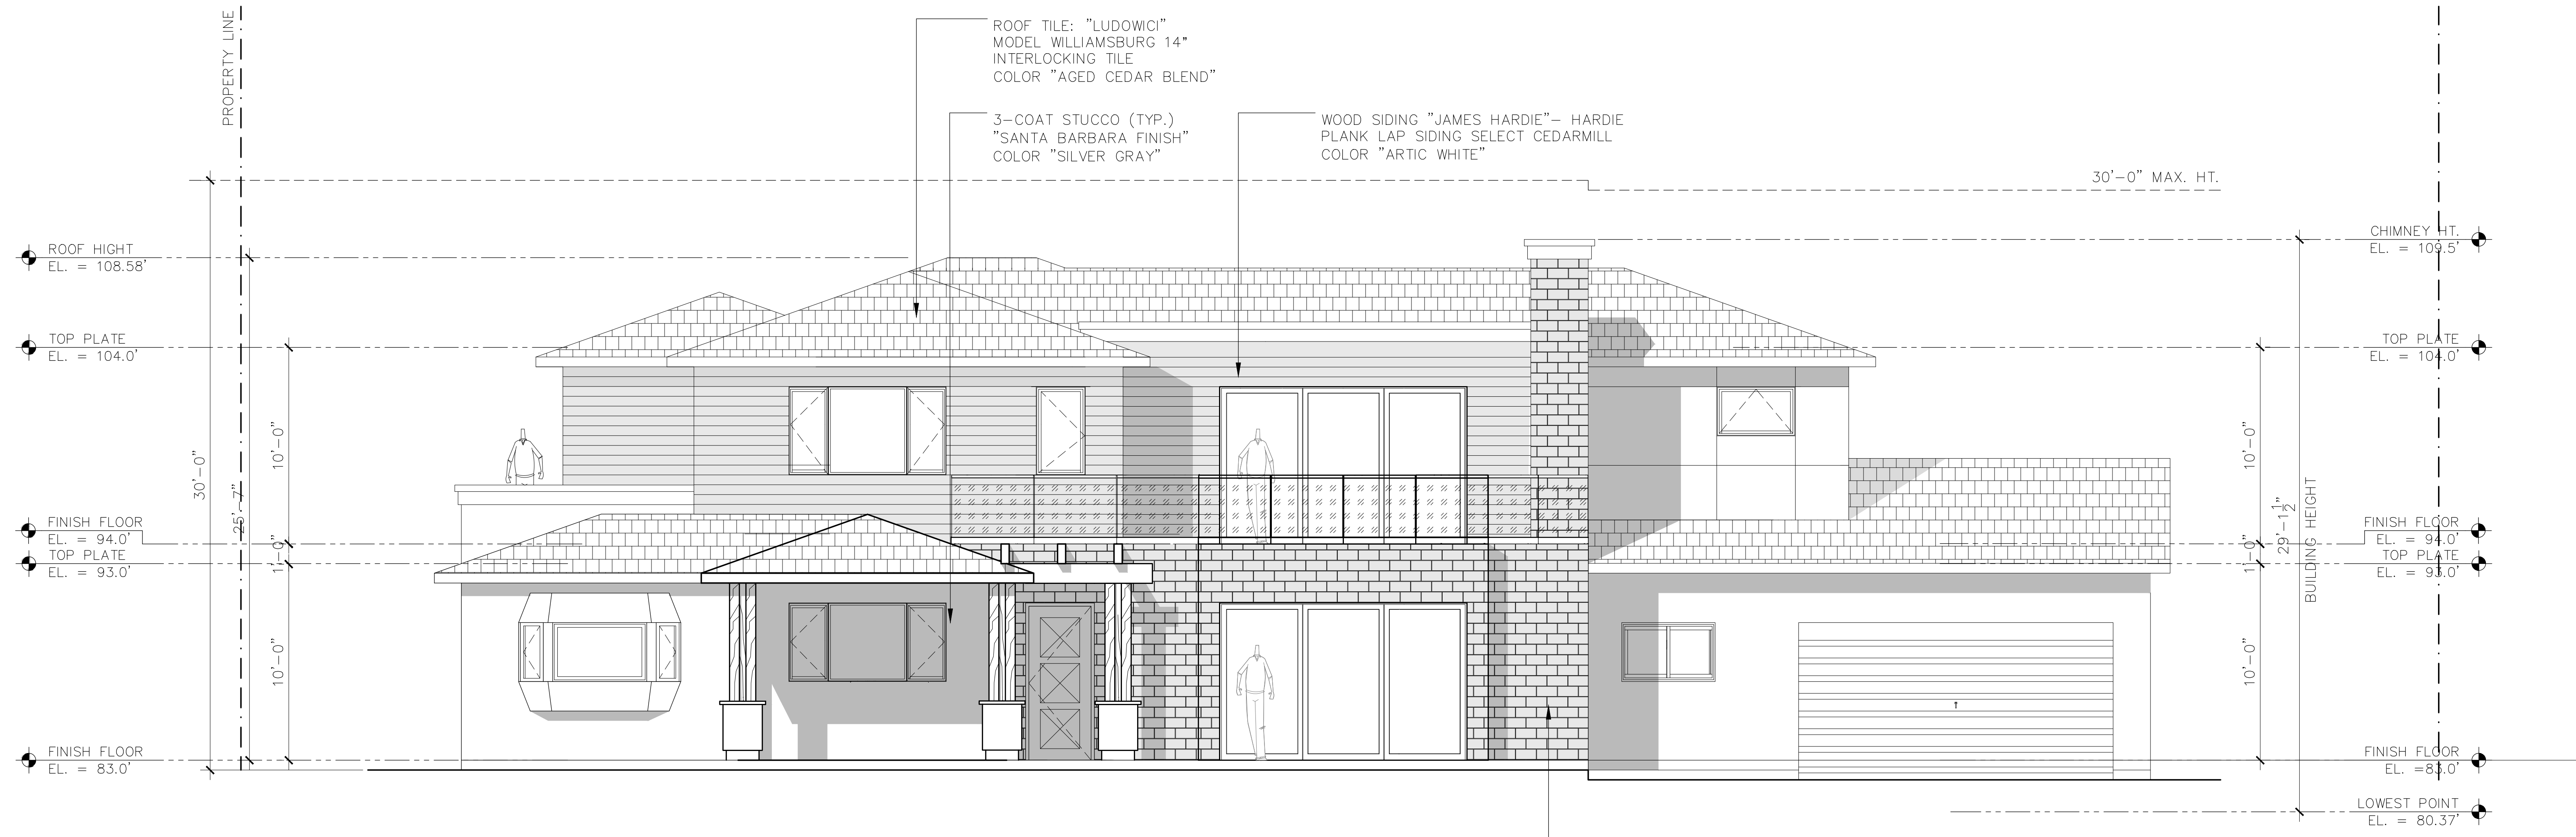 PROPERTY LINE
ROOF TILE: "LUDOWICI"
MODEL WILLIAMSBURG 14"
INTERLOCKING TILE
COLOR "AGED CEDAR BLEND"
3-COAT STUCCO (TYP.)
"SANTA BARBARA FINISH"
COLOR "SILVER GRAY"
WOOD SIDING "JAMES HARDIE"- HARDIE
PLANK LAP SIDING SELECT CEDARMILL
COLOR "ARTIC WHITE"
30'-0" MAX. HT.
ROOF HIGHT
EL. = 108.58'
TOP PLATE
EL. = 104.0'
FINISH FLOOR
EL. = 94.0'
TOP PLATE
EL. = 93.0'
FINISH FLOOR
EL. = 83.0'
30'-0"
25'-7"
10'-0"
1'-0"
10'-0"
CHIMNEY HT.
EL. = 109.5'
TOP PLATE
EL. = 104.0'
FINISH FLOOR
EL. = 94.0'
TOP PLATE
EL. = 93.0'
FINISH FLOOR
EL. =83.0'
LOWEST POINT
EL. = 80.37'
10'-0"
1'-0"
10'-0"
29'-1 1/2"
BUILDING HEIGHT